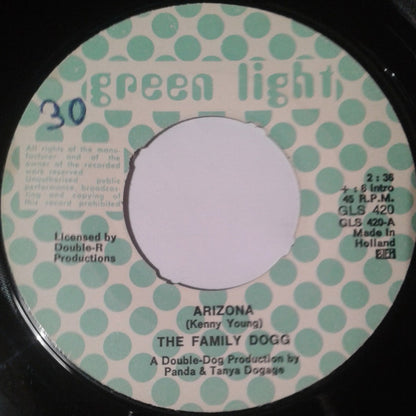 green light
30
All rights of the manu-
facturer and of the
owner of the recorded
work reserved.
Unauthorised public
performance, broadcas-
ting and copying of
this record prohibited
2:36
+ :6 Intro
45 R.P.M.
GLS 420
GLS 420-A
Made in
Holland
Licensed by
Double-R
Productions
ARIZONA
(Kenny Young)
THE FAMILY DOGG
A Double-Dog Production by
Panda & Tanya Dogage